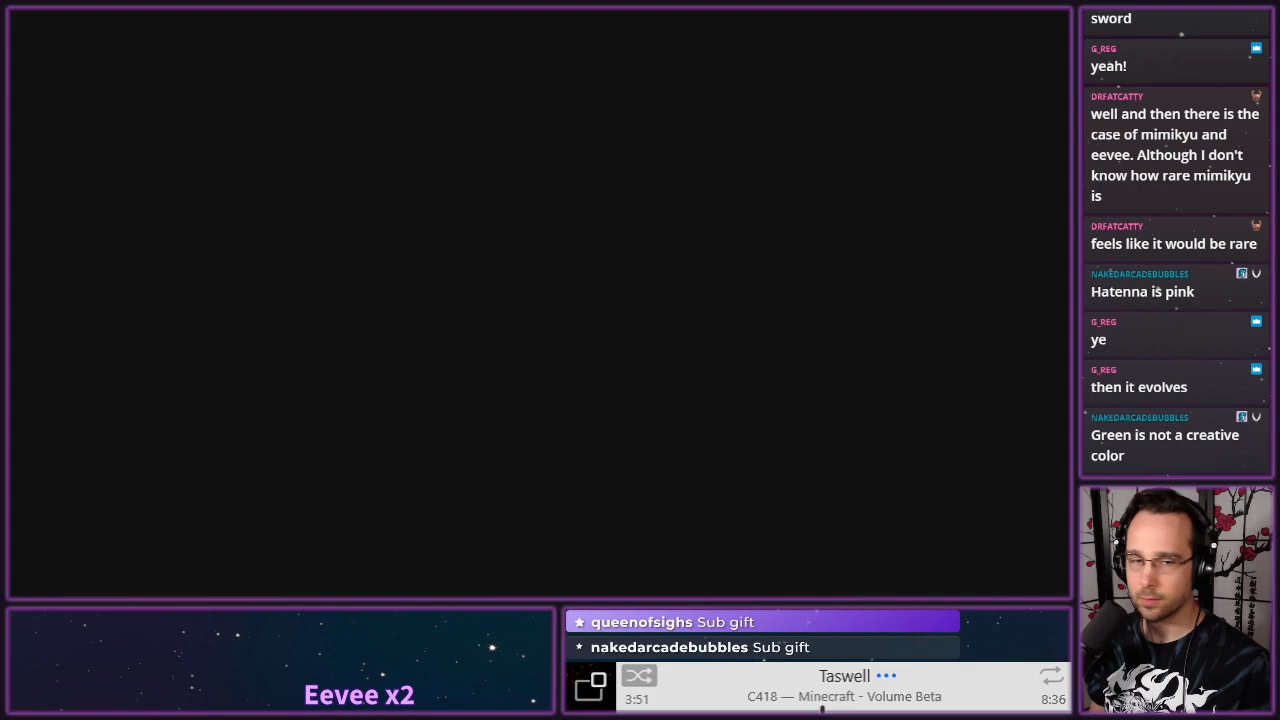 sword
G_REG
yeah!
DRFATCATTY
well and then there is the
case of mimikyu and
eevee. Although I don't
know how rare mimikyu
is
DRFATCATTY
feels like it would be rare
NAKEDARCADEBUBBLES
Hatenna is pink
G_REG
ye
G_REG
then it evolves
NAKEDARCADEBUBBLES
Green is not a creative
color
Eevee x2
queenofsighs Sub gift
nakedarcadebubbles Sub gift
Taswell
3:51
C418 — Minecraft - Volume Beta
8:36